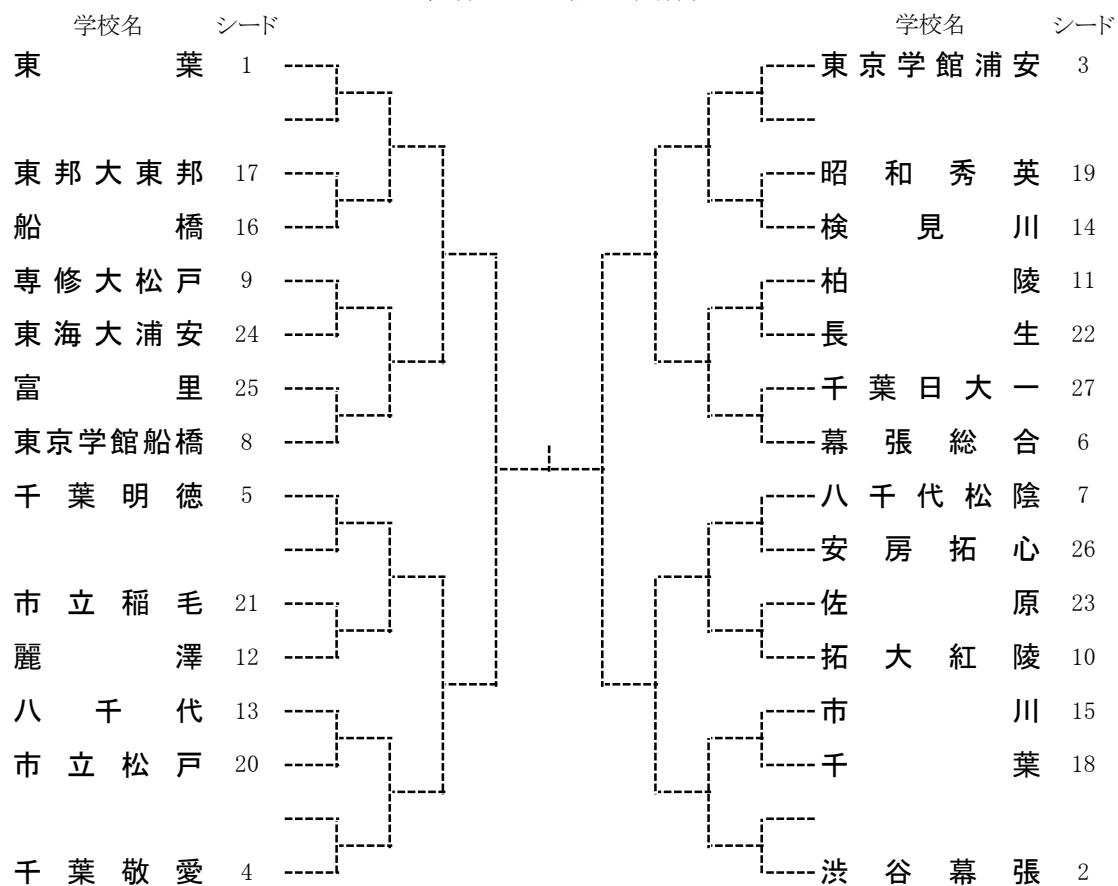 学校名 シード 学校名 シード
東葉 1 東京学館浦安 3
東邦大東邦 17 昭和秀英 19
船橋 16 検見川 14
専修大松戸 9 柏陵 11
東海大浦安 24 長生 22
富里 25 千葉日大一 27
東京学館船橋 8 幕張総合 6
千葉明徳 5 八千代松陰 7
安房拓心 26
市立稲毛 21 佐原 23
麗澤 12 拓大紅陵 10
八千代 13 市川 15
市立松戸 20 千葉 18
千葉敬愛 4 渋谷幕張 2